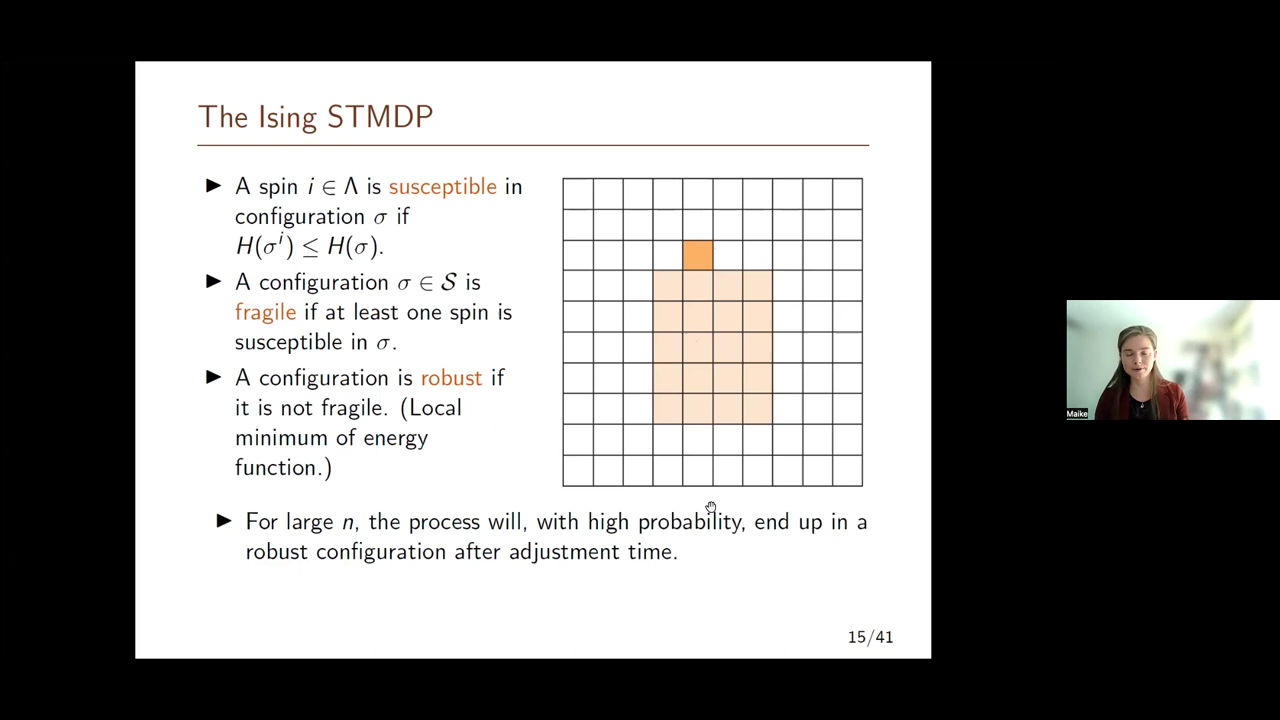 The Ising STMDP
▶ A spin i ∈ Λ is susceptible in
configuration σ if
H(σ^i) ≤ H(σ).
▶ A configuration σ ∈ 𝒮 is
fragile if at least one spin is
susceptible in σ.
▶ A configuration is robust if
it is not fragile. (Local
minimum of energy
function.)
▶ For large n, the process will, with high probability, end up in a
robust configuration after adjustment time.
15/41
Maike